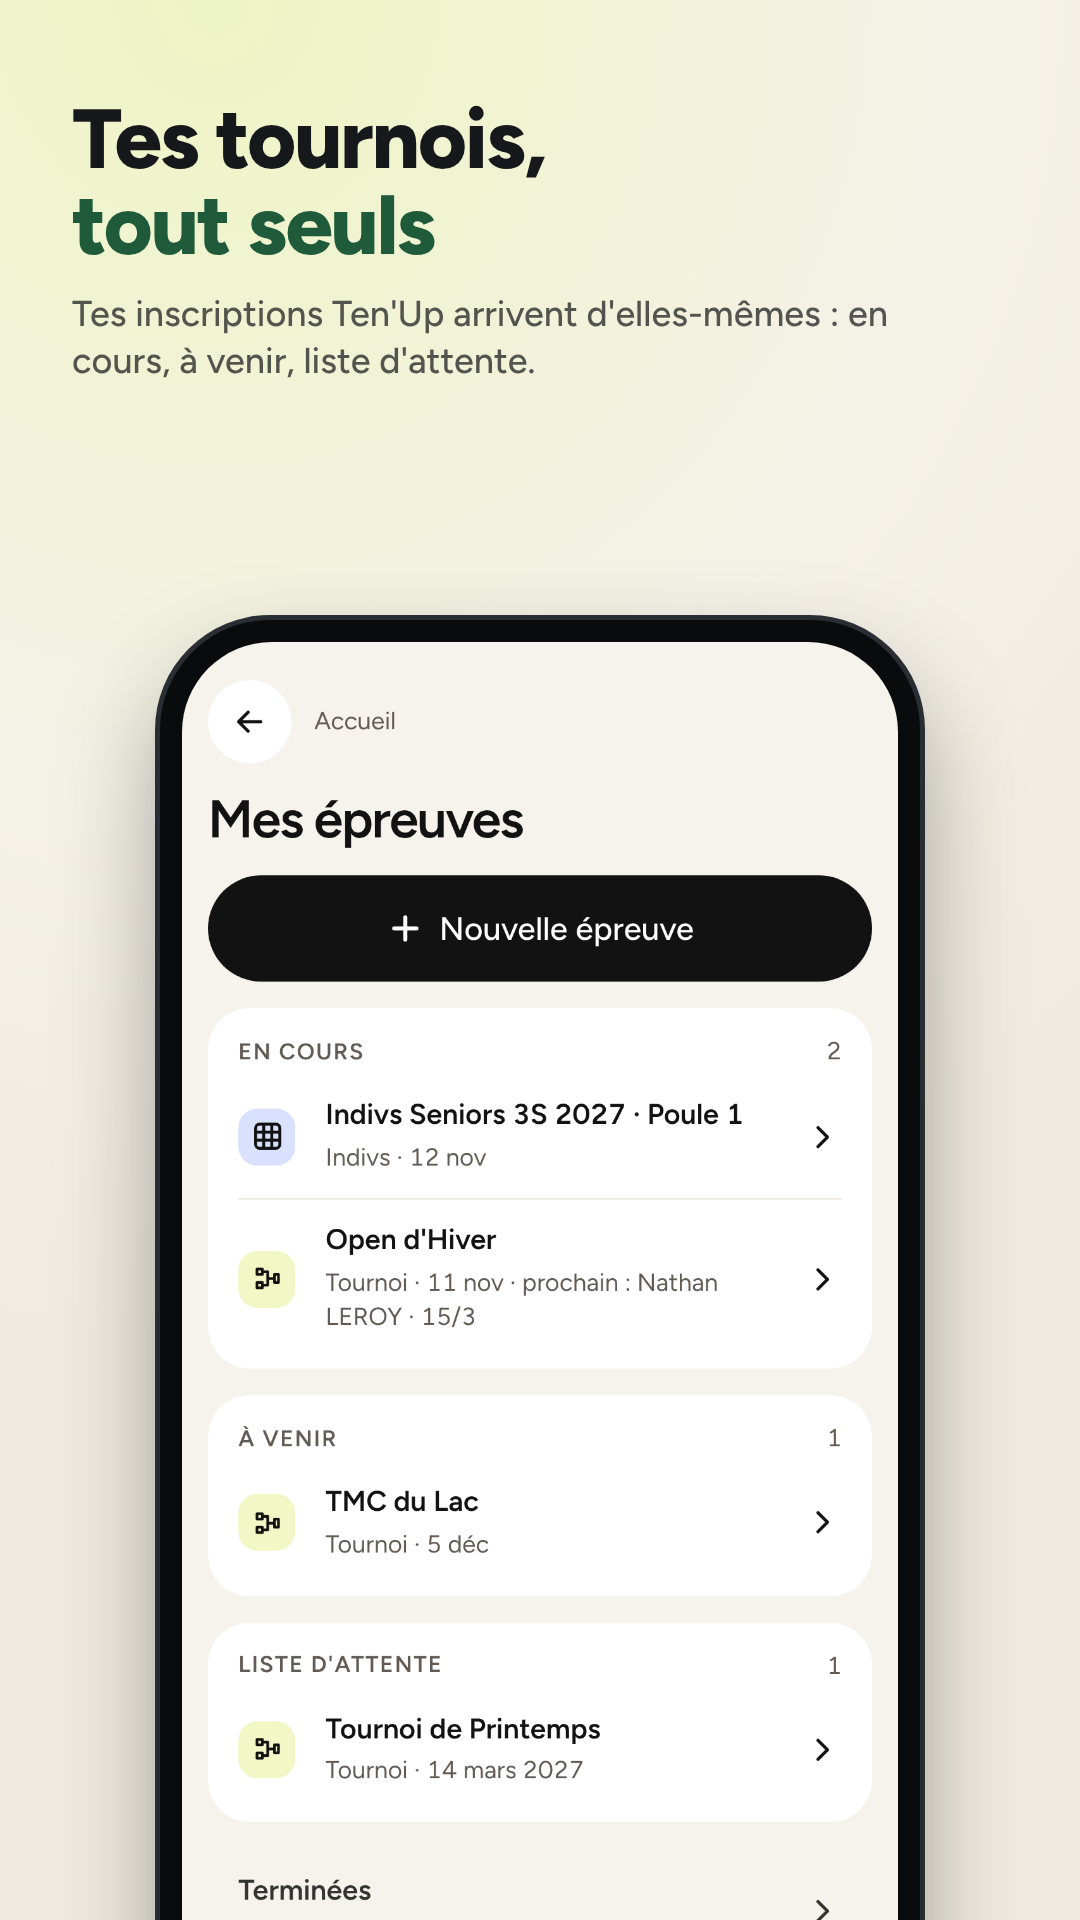 Tes tournois,
tout seuls
Tes inscriptions Ten'Up arrivent d'elles-mêmes : en
cours, à venir, liste d'attente.
Accueil
Mes épreuves
+ Nouvelle épreuve
EN COURS 2
Indivs Seniors 3S 2027 · Poule 1
Indivs · 12 nov
Open d'Hiver
Tournoi · 11 nov · prochain : Nathan
LEROY · 15/3
À VENIR 1
TMC du Lac
Tournoi · 5 déc
LISTE D'ATTENTE 1
Tournoi de Printemps
Tournoi · 14 mars 2027
Terminées